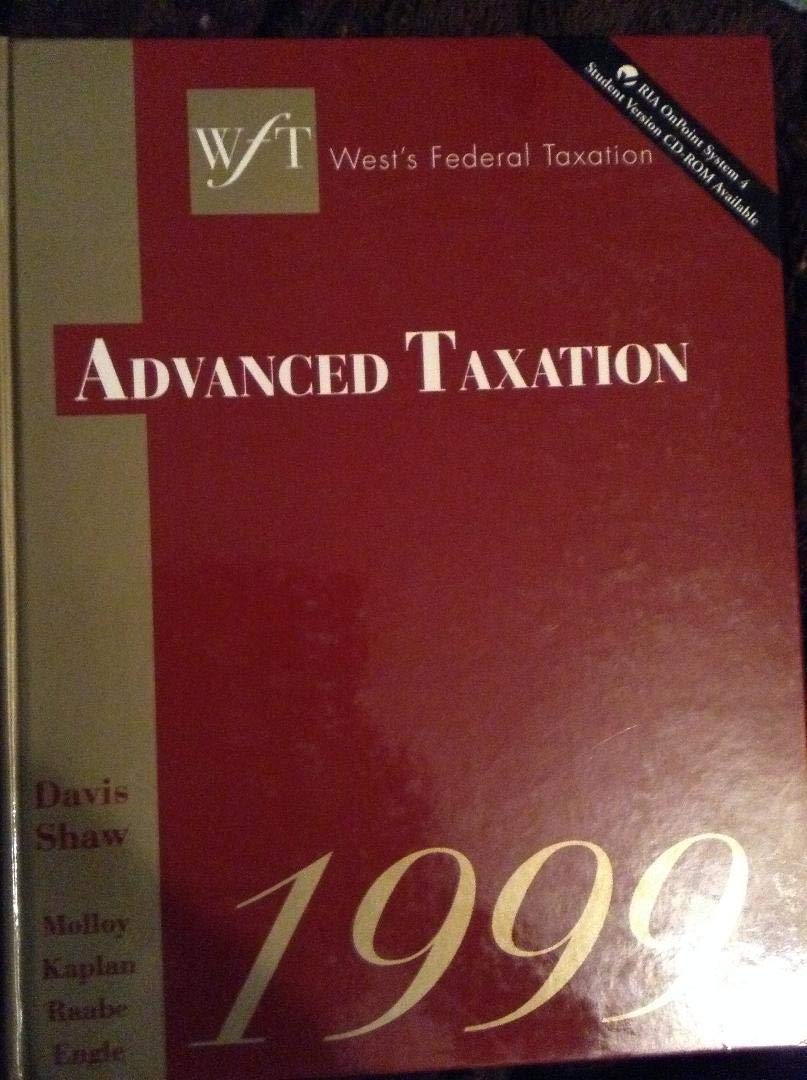 RIA OnPoint System 4
Student Version CD-ROM Available
WfT West's Federal Taxation
ADVANCED TAXATION
Davis
Shaw
Molloy
Kaplan
Raabe
Engle
1999